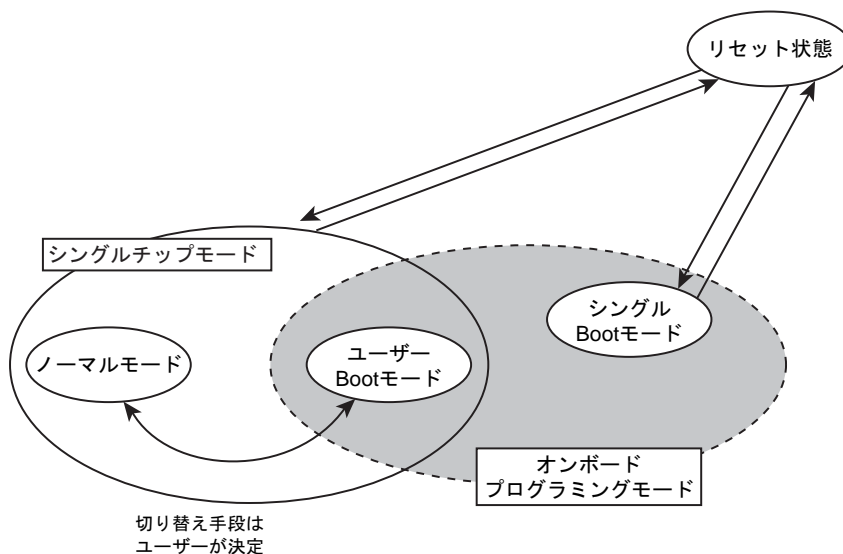 リセット状態
シングルチップモード
シングル
Bootモード
ノーマルモード
ユーザー
Bootモード
オンボード
プログラミングモード
切り替え手段は
ユーザーが決定